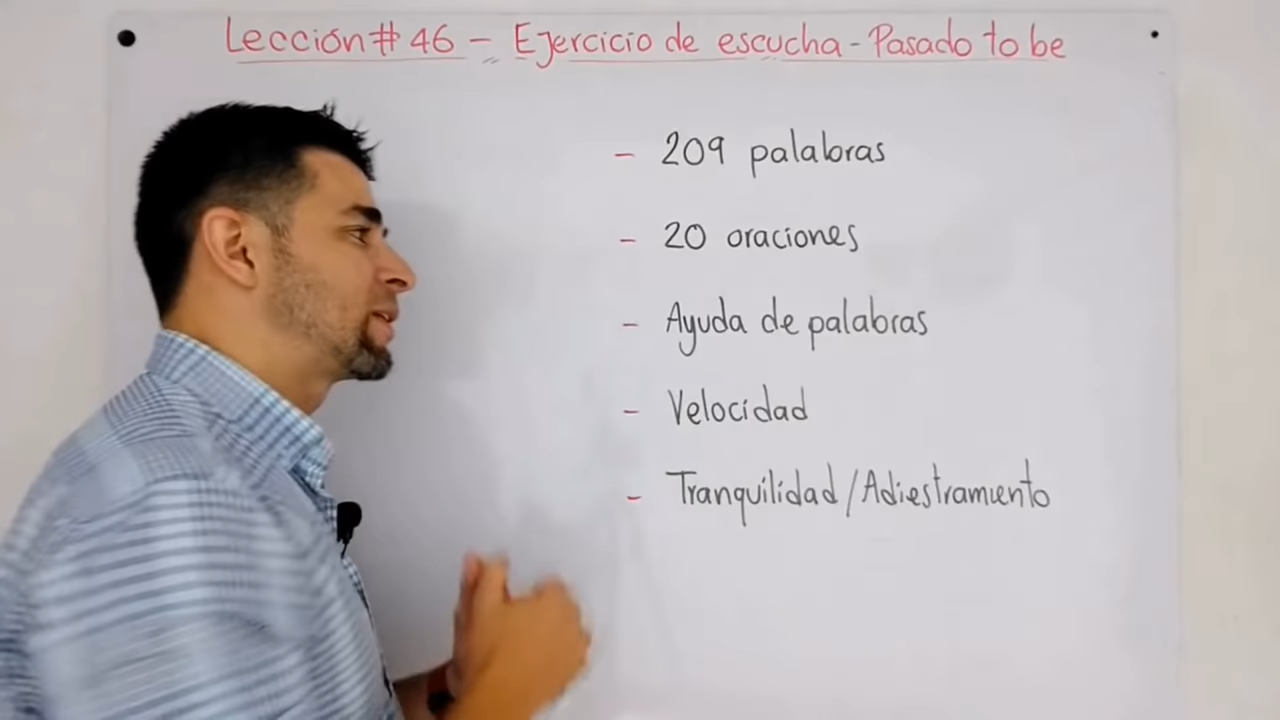 Lección # 46 - Ejercicio de escucha - Pasado to be
- 209 palabras
- 20 oraciones
- Ayuda de palabras
- Velocidad
- Tranquilidad / Adiestramiento